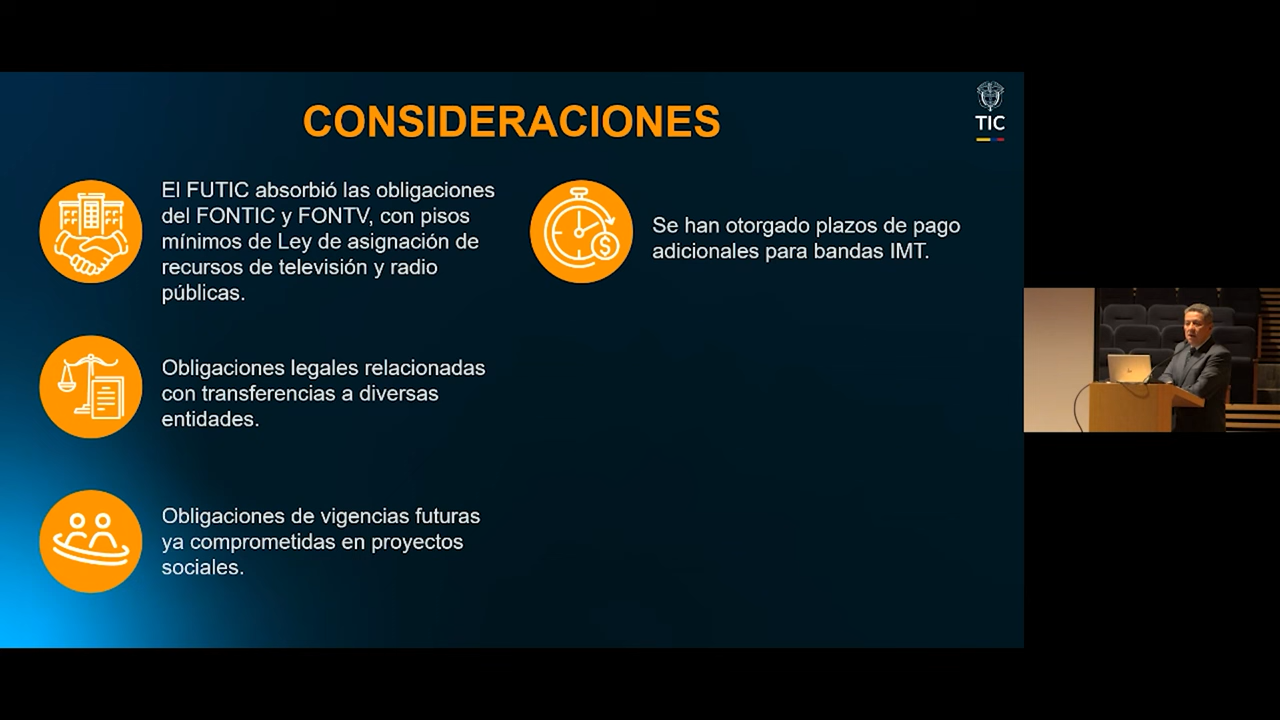 CONSIDERACIONES
TIC
El FUTIC absorbió las obligaciones
del FONTIC y FONTV, con pisos
mínimos de Ley de asignación de
recursos de televisión y radio
públicas.
Obligaciones legales relacionadas
con transferencias a diversas
entidades.
Obligaciones de vigencias futuras
ya comprometidas en proyectos
sociales.
$
Se han otorgado plazos de pago
adicionales para bandas IMT.